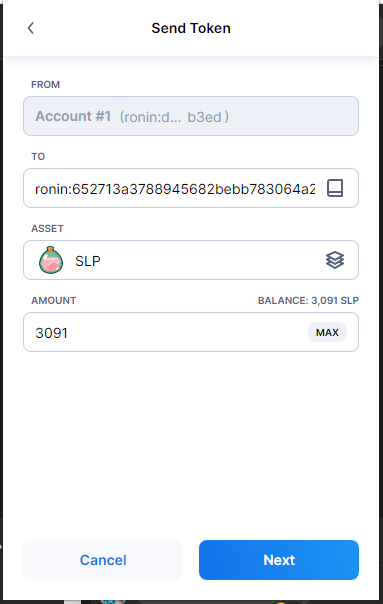 Send Token
FROM
Account #1 (ronin:d... b3ed)
TO
ronin:652713a3788945682bebb783064a2
ASSET
SLP
AMOUNT BALANCE: 3,091 SLP
3091 MAX
Cancel Next